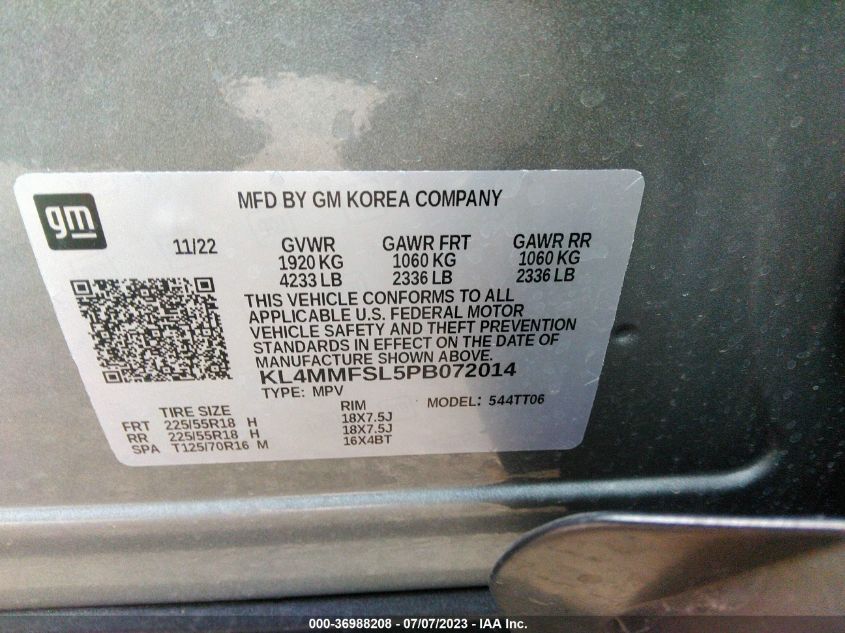 MFD BY GM KOREA COMPANY
gm
11/22 GVWR GAWR FRT GAWR RR
1920 KG 1060 KG 1060 KG
4233 LB 2336 LB 2336 LB
THIS VEHICLE CONFORMS TO ALL
APPLICABLE U.S. FEDERAL MOTOR
VEHICLE SAFETY AND THEFT PREVENTION
STANDARDS IN EFFECT ON THE DATE OF
MANUFACTURE SHOWN ABOVE.
KL4MMFSL5PB072014
TYPE: MPV MODEL: 544TT06
TIRE SIZE RIM
FRT 225/55R18 H 18X7.5J
RR 225/55R18 H 18X7.5J
SPA T125/70R16 M 16X4BT
000-36988208 - 07/07/2023 - IAA Inc.